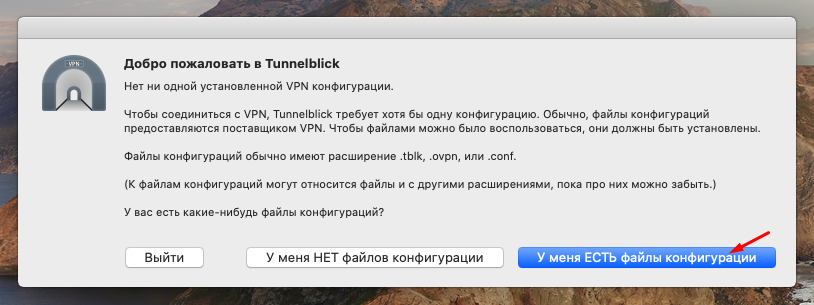 VPN
Добро пожаловать в Tunnelblick
Нет ни одной установленной VPN конфигурации.
Чтобы соединиться с VPN, Tunnelblick требует хотя бы одну конфигурацию. Обычно, файлы конфигураций
предоставляются поставщиком VPN. Чтобы файлами можно было воспользоваться, они должны быть установлены.
Файлы конфигураций обычно имеют расширение .tblk, .ovpn, или .conf.
(К файлам конфигураций могут относится файлы и с другими расширениями, пока про них можно забыть.)
У вас есть какие-нибудь файлы конфигураций?
Выйти
У меня НЕТ файлов конфигурации
У меня ЕСТЬ файлы конфигурации